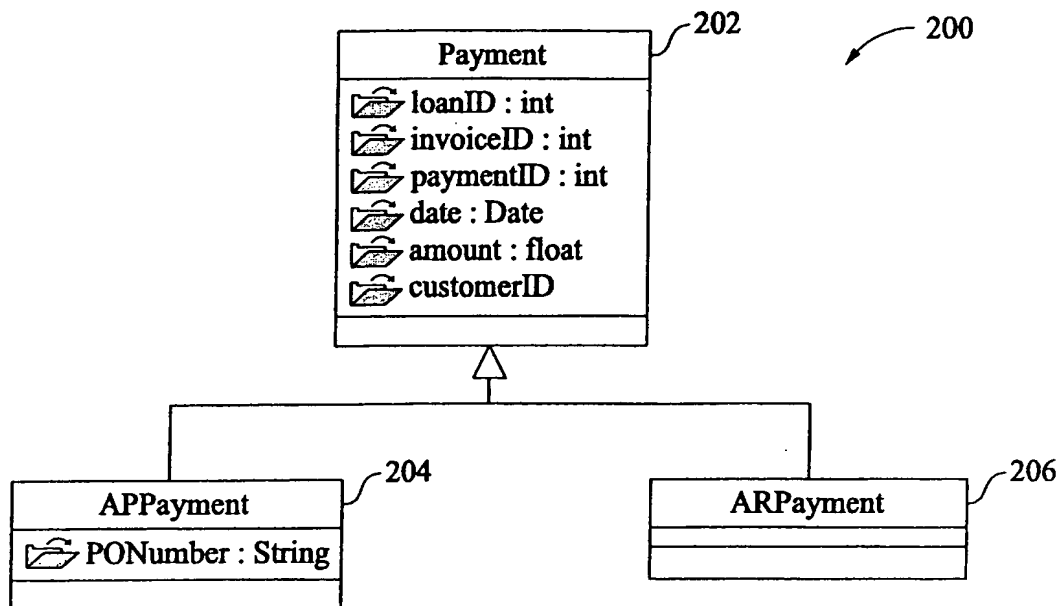 Payment
202
200
loanID : int
invoiceID : int
paymentID : int
date : Date
amount : float
customerID
APPayment
204
PONumber : String
ARPayment
206